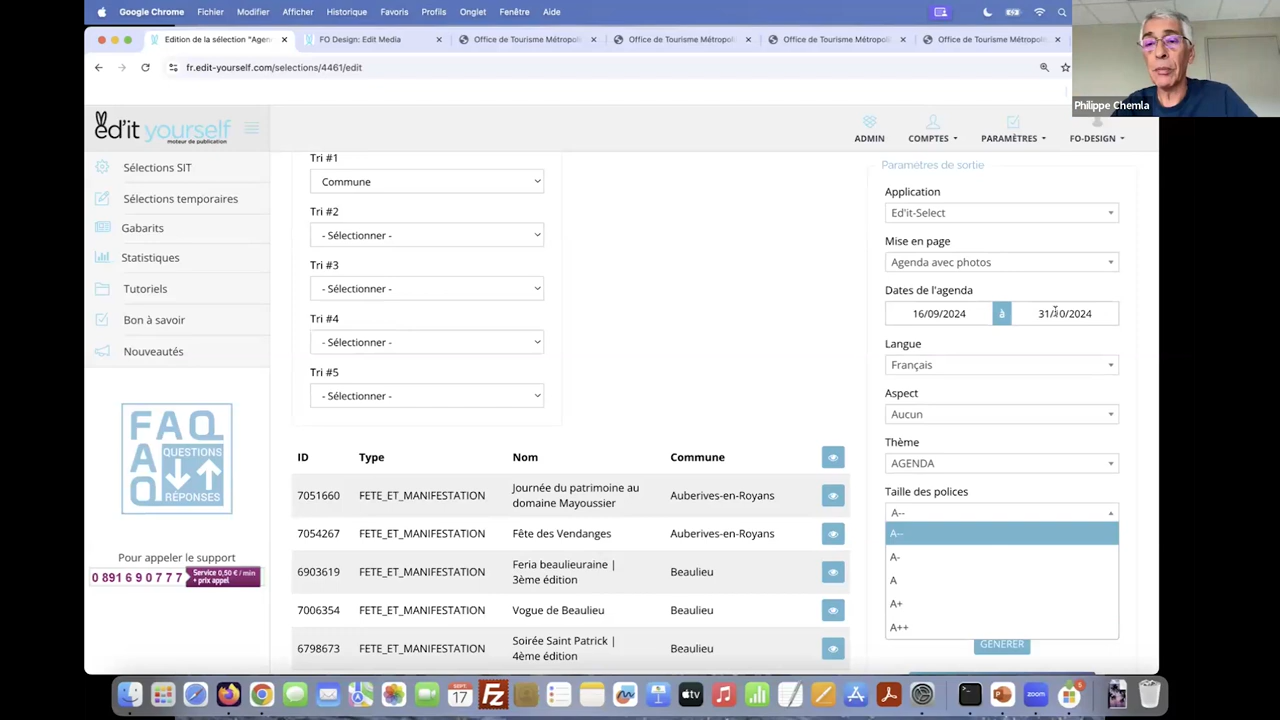 Google Chrome Fichier Modifier Afficher Historique Favoris Profils Onglet Fenêtre Aide
Edition de la sélection "Agen
FO Design: Edit Media
Office de Tourisme Métropol
Office de Tourisme Métropol
Office de Tourisme Métropol
Office de Tourisme Métropol
fr.edit-yourself.com/selections/4461/edit
Philippe Chemla
ed'it yourself
moteur de publication
ADMIN
COMPTES
PARAMÈTRES
FO-DESIGN
Sélections SIT
Sélections temporaires
Gabarits
Statistiques
Tutoriels
Bon à savoir
Nouveautés
FAQ
A
Q
QUESTIONS
RÉPONSES
Pour appeler le support
0 891 690 777
Service 0,50 € / min
+ prix appel
Tri #1
Commune
Tri #2
- Sélectionner -
Tri #3
- Sélectionner -
Tri #4
- Sélectionner -
Tri #5
- Sélectionner -
ID Type Nom Commune
7051660 FETE_ET_MANIFESTATION Journée du patrimoine au domaine Mayoussier Auberives-en-Royans
7054267 FETE_ET_MANIFESTATION Fête des Vendanges Auberives-en-Royans
6903419 FETE_ET_MANIFESTATION Feria beaulieuraine | 3ème édition Beaulieu
7006354 FETE_ET_MANIFESTATION Vogue de Beaulieu Beaulieu
6798673 FETE_ET_MANIFESTATION Soirée Saint Patrick | 4ème édition Beaulieu
Paramètres de sortie
Application
Ed'it-Select
Mise en page
Agenda avec photos
Dates de l'agenda
16/09/2024 à 31/10/2024
Langue
Français
Aspect
Aucun
Thème
AGENDA
Taille des polices
A--
A--
A-
A
A+
A++
GÉNÉRER
SEPT.
17
tv
FZ